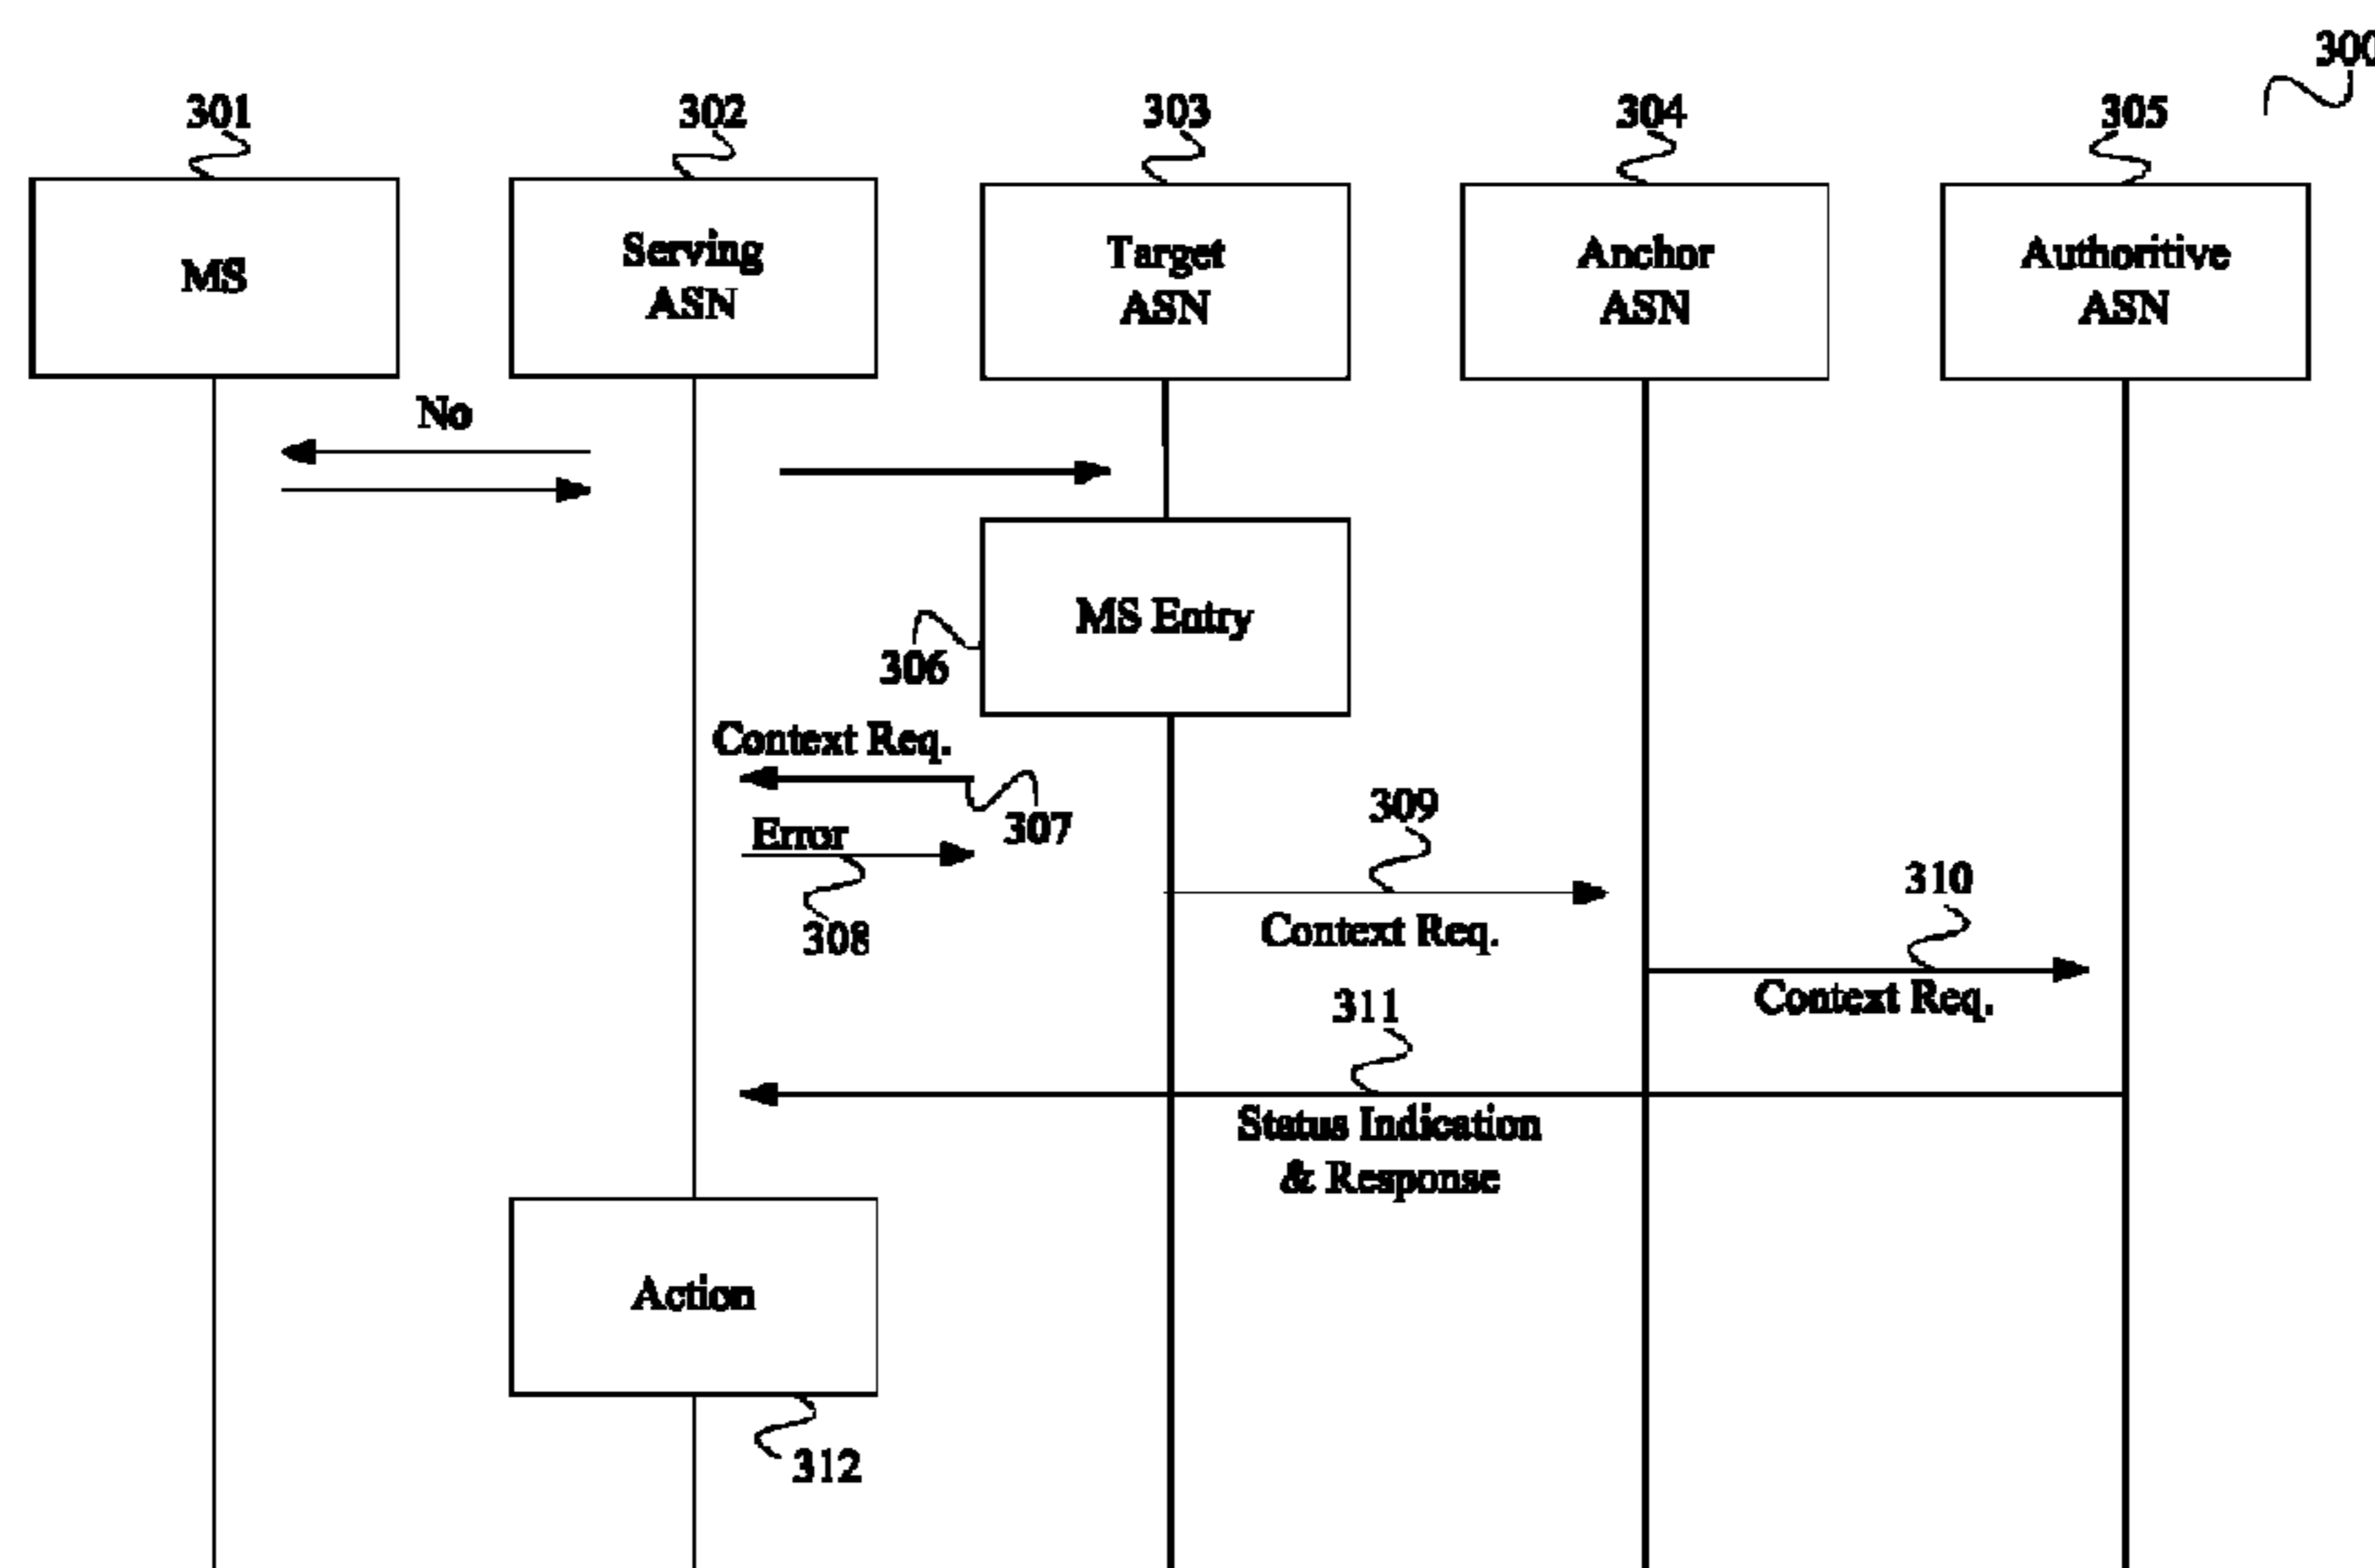 300
301
302
303
304
305
MS
Serving
ASN
Target
ASN
Anchor
ASN
Authoritive
ASN
No
MS Entry
306
Context Req.
307
Error
308
309
Context Req.
310
Context Req.
311
Status Indication
& Response
Action
312